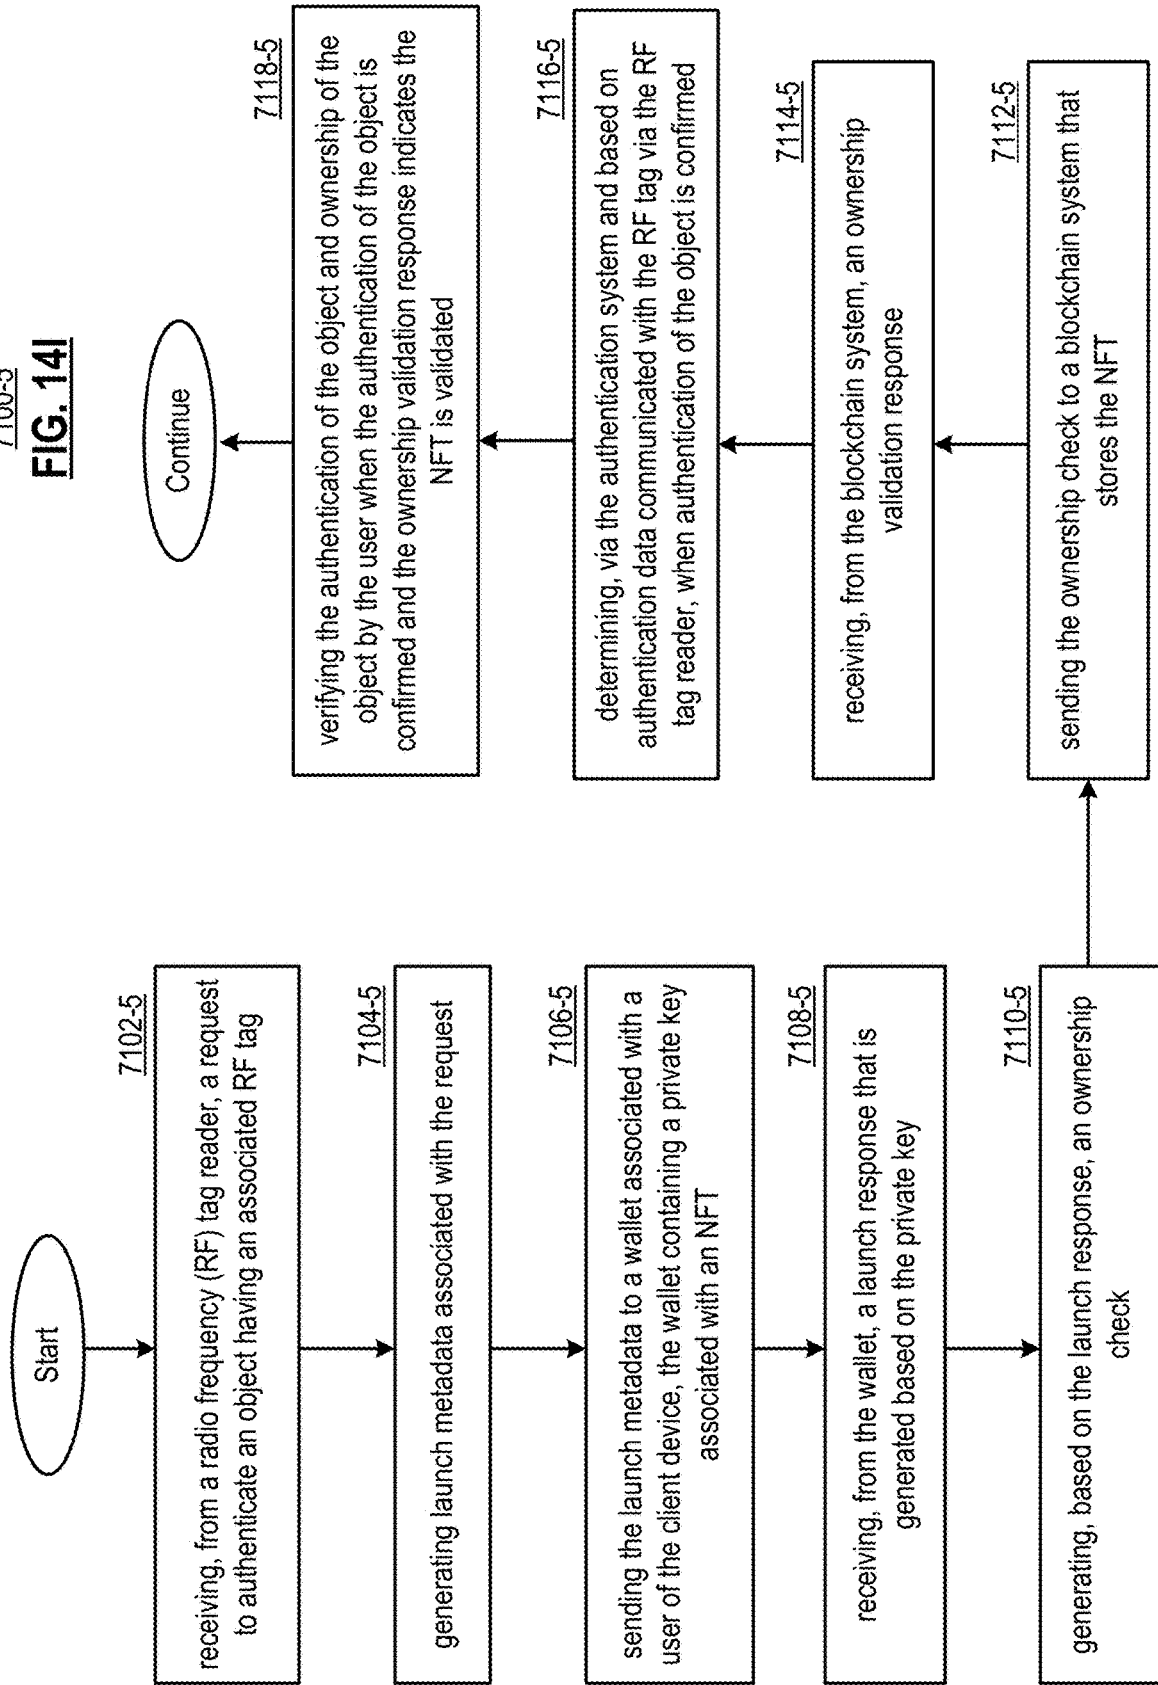 7100-5
FIG. 14I
Start
7102-5
receiving, from a radio frequency (RF) tag reader, a request
to authenticate an object having an associated RF tag
7104-5
generating launch metadata associated with the request
7106-5
sending the launch metadata to a wallet associated with a
user of the client device, the wallet containing a private key
associated with an NFT
7108-5
receiving, from the wallet, a launch response that is
generated based on the private key
7110-5
generating, based on the launch response, an ownership
check
7112-5
sending the ownership check to a blockchain system that
stores the NFT
7114-5
receiving, from the blockchain system, an ownership
validation response
7116-5
determining, via the authentication system and based on
authentication data communicated with the RF tag via the RF
tag reader, when authentication of the object is confirmed
7118-5
verifying the authentication of the object and ownership of the
object by the user when the authentication of the object is
confirmed and the ownership validation response indicates the
NFT is validated
Continue